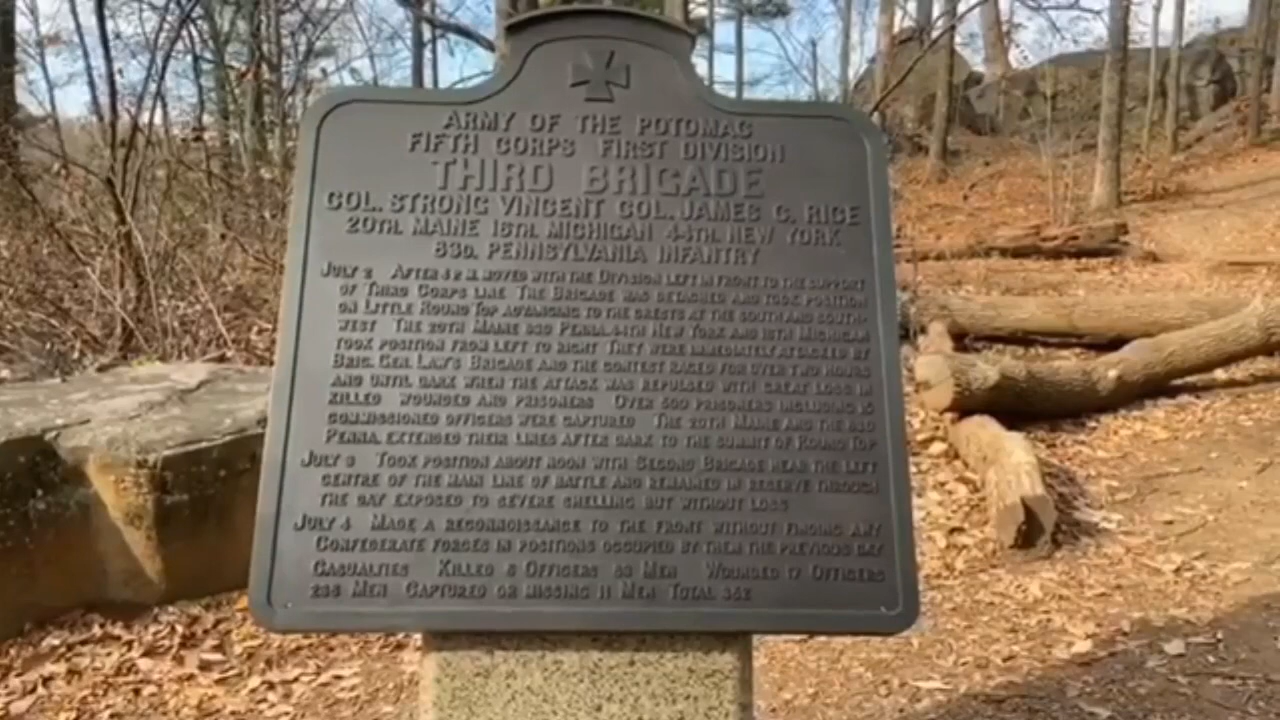 ARMY OF THE POTOMAC
FIFTH CORPS FIRST DIVISION
THIRD BRIGADE
COL. STRONG VINCENT COL. JAMES C. RICE
20TH. MAINE 16TH. MICHIGAN 44TH. NEW YORK
83D. PENNSYLVANIA INFANTRY
JULY 2 AFTER 4 P. M. MOVED WITH THE DIVISION LEFT IN FRONT TO THE SUPPORT
OF THIRD CORPS LINE THE BRIGADE WAS DETACHED AND TOOK POSITION
ON LITTLE ROUND TOP ADVANCING TO THE CRESTS AT THE SOUTH AND SOUTH-
WEST THE 20TH MAINE 83D PENNA. 44TH NEW YORK AND 16TH MICHIGAN
TOOK POSITION FROM LEFT TO RIGHT THEY WERE IMMEDIATELY ATTACKED BY
BRIG. GEN. LAW'S BRIGADE AND THE CONTEST RAGED FOR OVER TWO HOURS
AND UNTIL DARK WHEN THE ATTACK WAS REPULSED WITH GREAT LOSS IN
KILLED WOUNDED AND PRISONERS OVER 500 PRISONERS INCLUDING 15
COMMISSIONED OFFICERS WERE CAPTURED THE 20TH MAINE AND THE 83D
PENNA. EXTENDED THEIR LINES AFTER DARK TO THE SUMMIT OF ROUND TOP
JULY 3 TOOK POSITION ABOUT NOON WITH SECOND BRIGADE NEAR THE LEFT
CENTRE OF THE MAIN LINE OF BATTLE AND REMAINED IN RESERVE THROUGH
THE DAY EXPOSED TO SEVERE SHELLING BUT WITHOUT LOSS
JULY 4 MADE A RECONNOISSANCE TO THE FRONT WITHOUT FINDING ANY
CONFEDERATE FORCES IN POSITIONS OCCUPIED BY THEM THE PREVIOUS DAY
CASUALTIES KILLED OFFICERS MEN WOUNDED 17 OFFICERS
MEN CAPTURED OR MISSING 11 MEN TOTAL 352